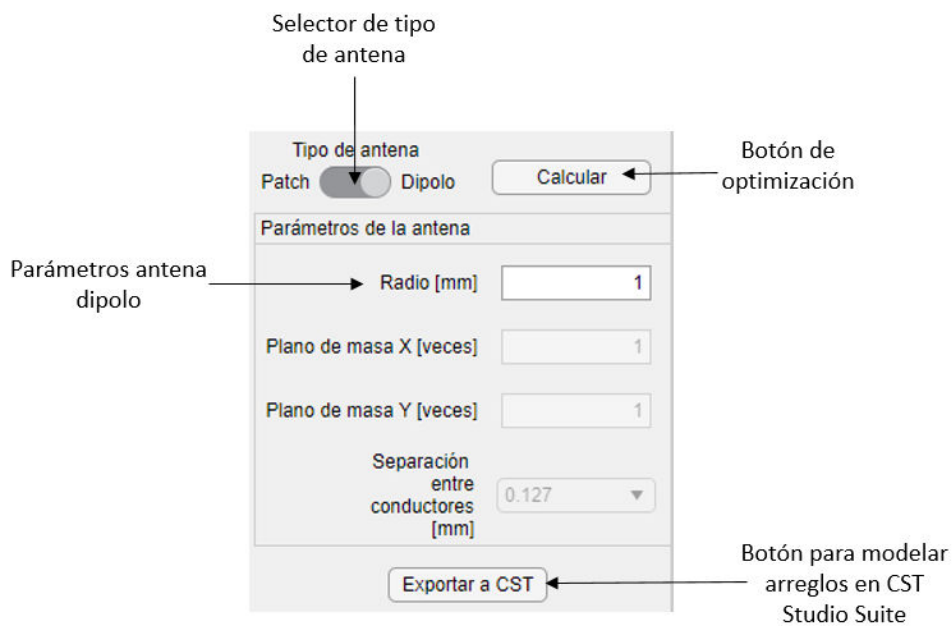 Selector de tipo
de antena
Tipo de antena
Patch
Dipolo
Calcular
Botón de
optimización
Parámetros de la antena
Parámetros antena
dipolo
Radio [mm]
1
Plano de masa X [veces]
1
Plano de masa Y [veces]
1
Separación
entre
conductores
[mm]
0.127
Exportar a CST
Botón para modelar
arreglos en CST
Studio Suite